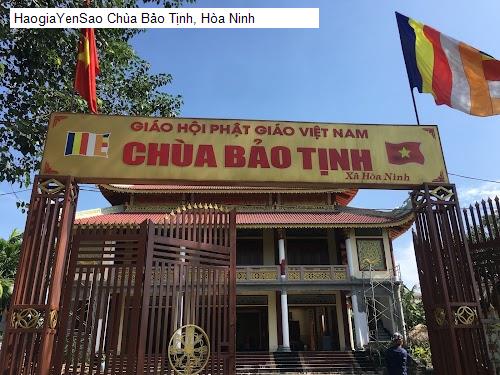 HaogiaYenSao Chùa Bảo Tịnh, Hòa Ninh
GIÁO HỘI PHẬT GIÁO VIỆT NAM
CHÙA BẢO TỊNH
Xã Hòa Ninh